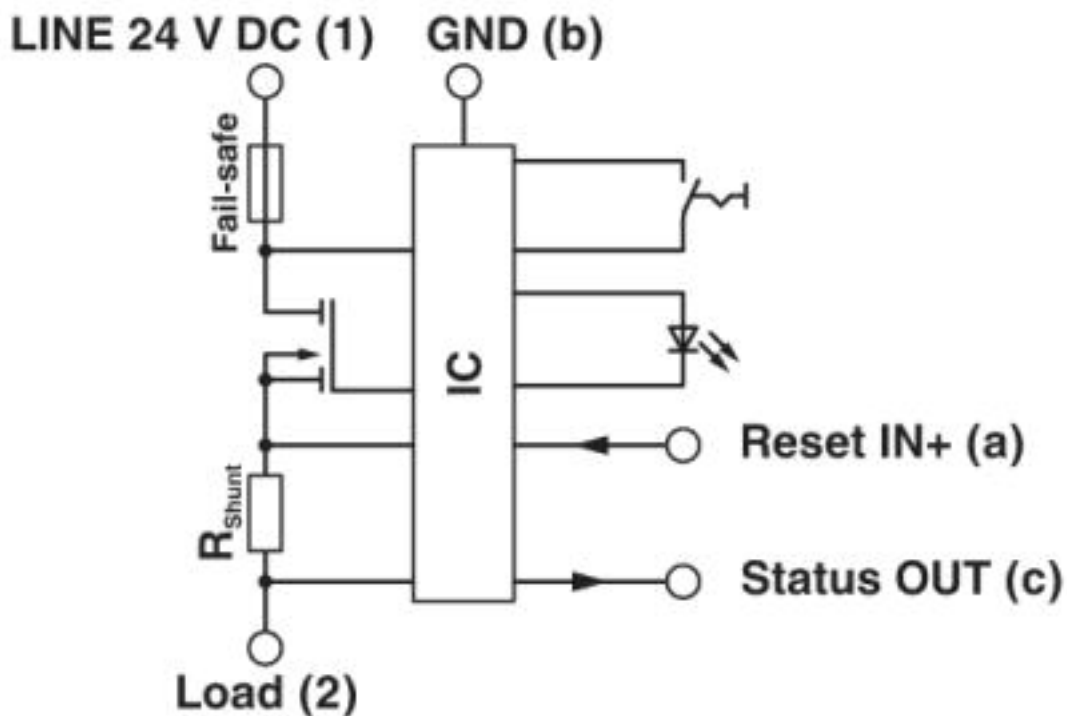 LINE 24 V DC (1)
GND (b)
Fail-safe
IC
Reset IN+ (a)
RShunt
Status OUT (c)
Load (2)